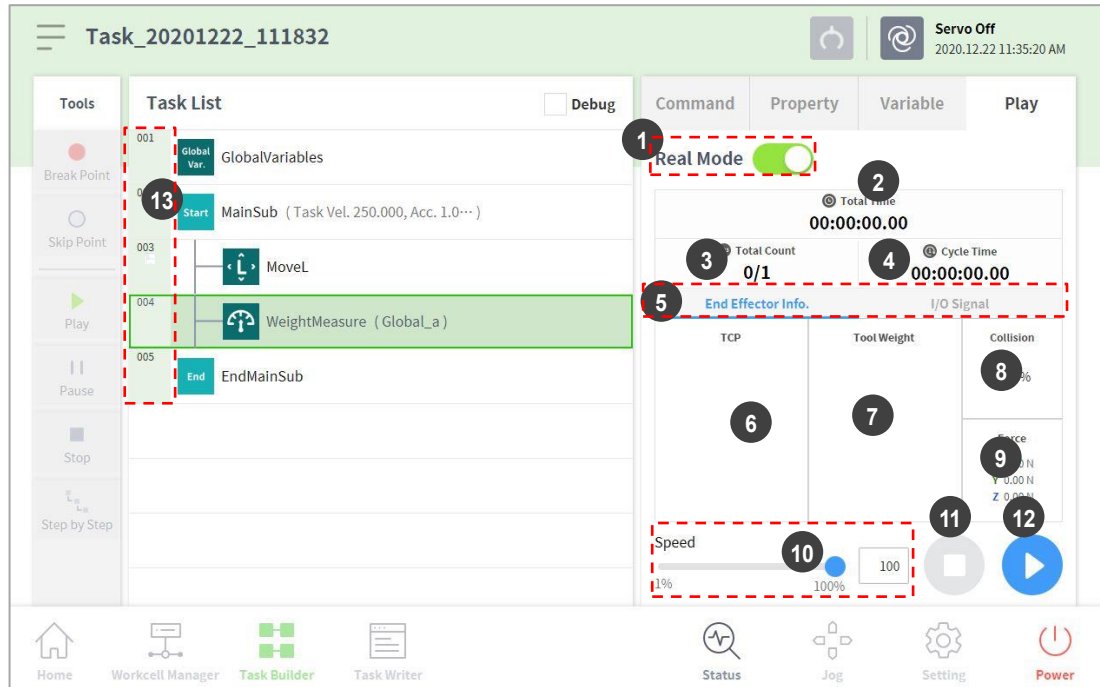 Task_20201222_111832
Servo Off
2020.12.22 11:35:20 AM
Tools
Break Point
Skip Point
Play
Pause
Stop
Step by Step
Task List
Debug
001
Global Var.
GlobalVariables
13
Start
MainSub ( Task Vel. 250.000, Acc. 1.0··· )
003
MoveL
004
WeightMeasure ( Global_a )
005
End
EndMainSub
Command
Property
Variable
Play
1
Real Mode
2
Total Time
00:00:00.00
3
Total Count
0/1
4
Cycle Time
00:00:00.00
5
End Effector Info.
I/O Signal
TCP
Tool Weight
Collision
6
7
8
%
Force
9
N
Y 0.00 N
Z 0.00 N
Speed
10
1%
100%
100
11
12
Home
Workcell Manager
Task Builder
Task Writer
Status
Jog
Setting
Power